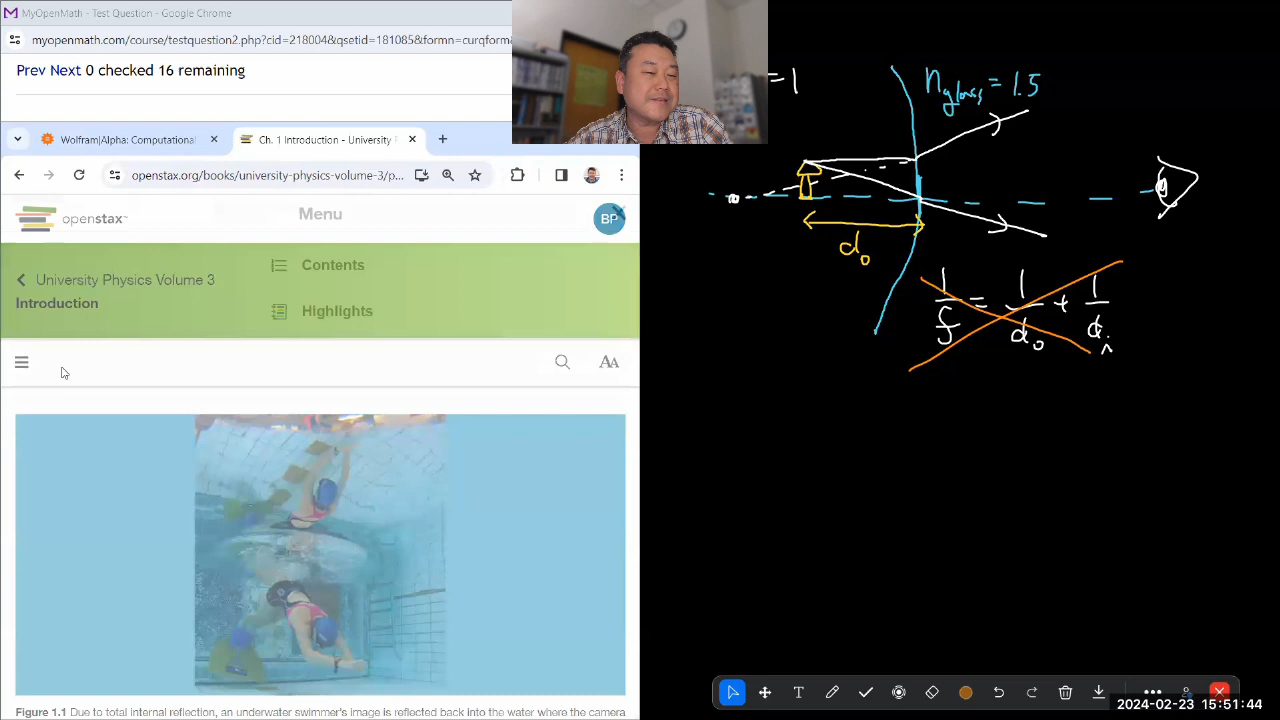 MyOpenMath - Test Question - Google Chrome
myopenmath.com/course/testquestion2.php?cid=218004&qsetid=181085&formn=curqform
Prev Next 0 checked 16 remaining
Wolfram|Alpha: Computational
Ch. 1 Introduction - University
openstax.org/books/university-physics-volume-3/p...
openstax
Menu
BP
University Physics Volume 3
Introduction
Contents
Highlights
AA
Figure 1.1 Due to total internal reflection, an underwater swimmer's image is reflected back into the water where the camera
=1
n_glass = 1.5
d_o
1/f = 1/d_o + 1/d_i
T
2024-02-23 15:51:44